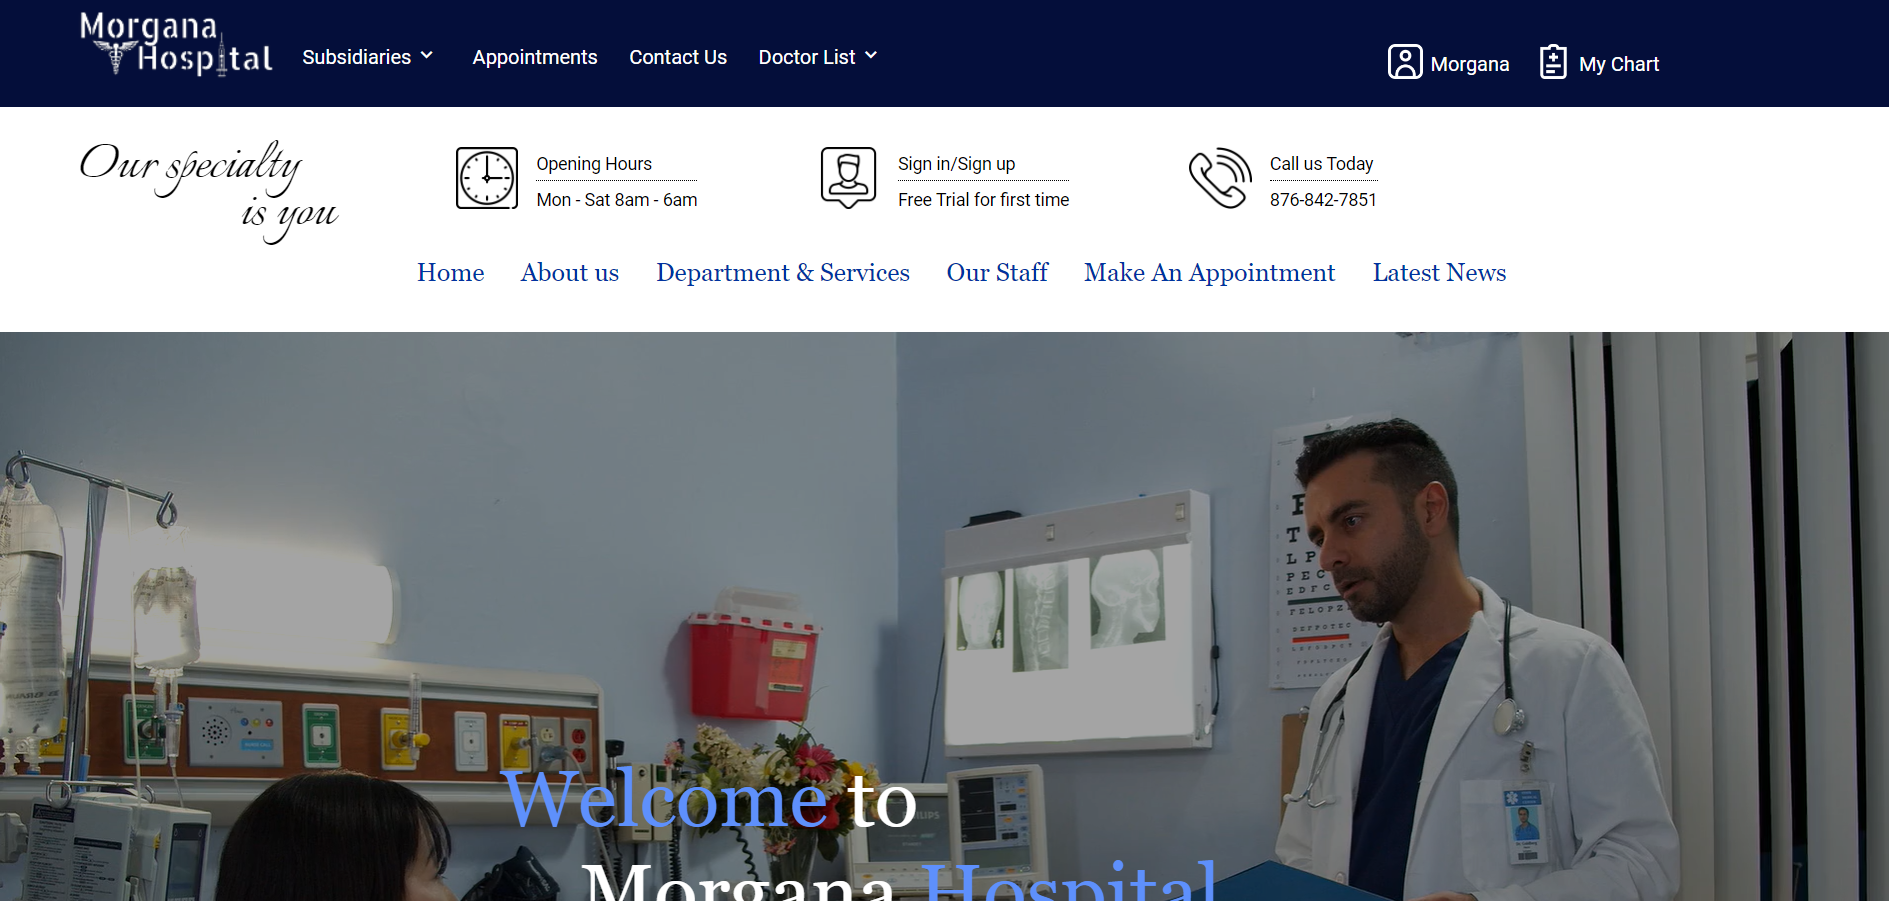 Morgana
Hospital
Subsidiaries
Appointments
Contact Us
Doctor List
Morgana
My Chart
Our specialty
is you
Opening Hours
Mon - Sat 8am - 6am
Sign in/Sign up
Free Trial for first time
Call us Today
876-842-7851
Home
About us
Department & Services
Our Staff
Make An Appointment
Latest News
Welcome to
Morgana Hospital